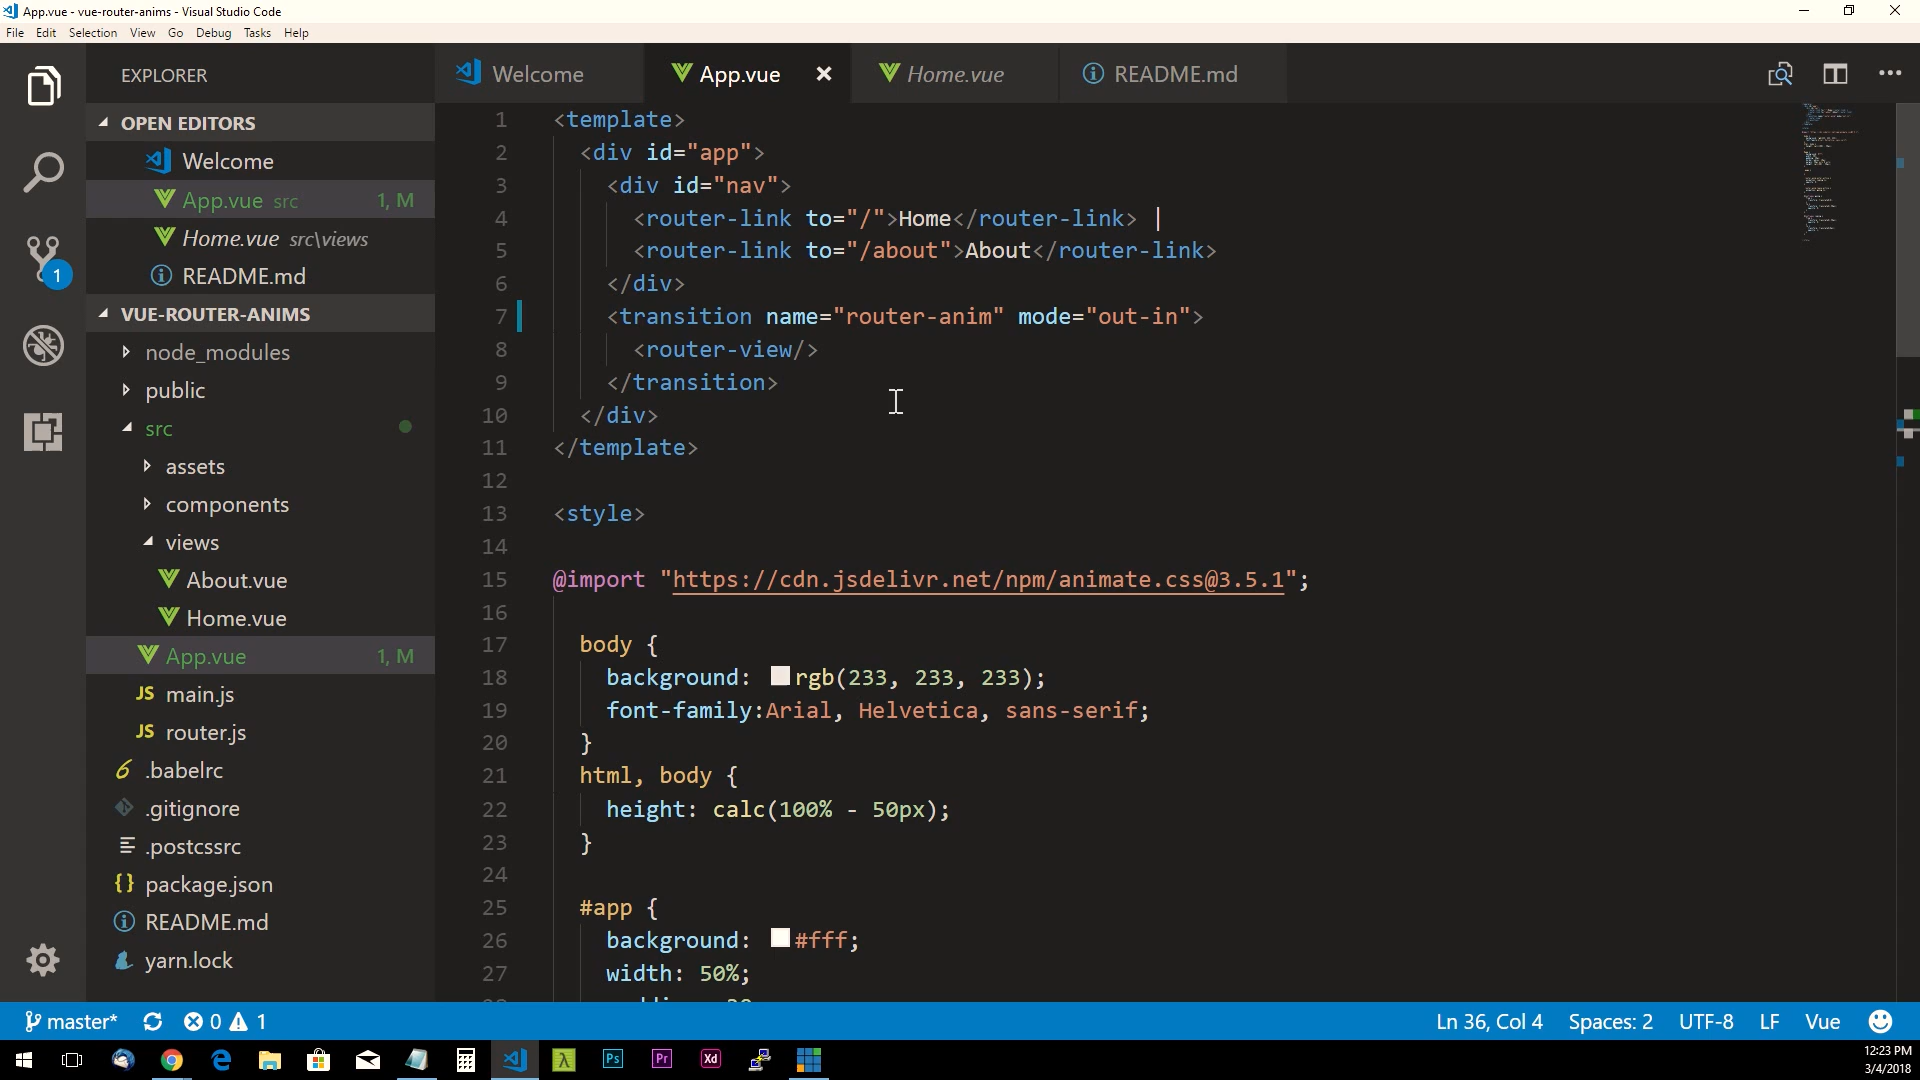 App.vue - vue-router-anims - Visual Studio Code
File Edit Selection View Go Debug Tasks Help
EXPLORER
OPEN EDITORS
Welcome
App.vue src 1, M
Home.vue src\views
README.md
VUE-ROUTER-ANIMS
node_modules
public
src
assets
components
views
About.vue
Home.vue
App.vue 1, M
JS main.js
JS router.js
.babelrc
.gitignore
.postcssrc
{} package.json
README.md
yarn.lock
1
Welcome App.vue Home.vue README.md
1 <template>
2 <div id="app">
3 <div id="nav">
4 <router-link to="/">Home</router-link> |
5 <router-link to="/about">About</router-link>
6 </div>
7 <transition name="router-anim" mode="out-in">
8 <router-view/>
9 </transition>
10 </div>
11 </template>
12
13 <style>
14
15 @import "https://cdn.jsdelivr.net/npm/animate.css@3.5.1";
16
17 body {
18 background: rgb(233, 233, 233);
19 font-family:Arial, Helvetica, sans-serif;
20 }
21 html, body {
22 height: calc(100% - 50px);
23 }
24
25 #app {
26 background: #fff;
27 width: 50%;
master* 0 1 Ln 36, Col 4 Spaces: 2 UTF-8 LF Vue
Ps Pr Xd
12:23 PM
3/4/2018